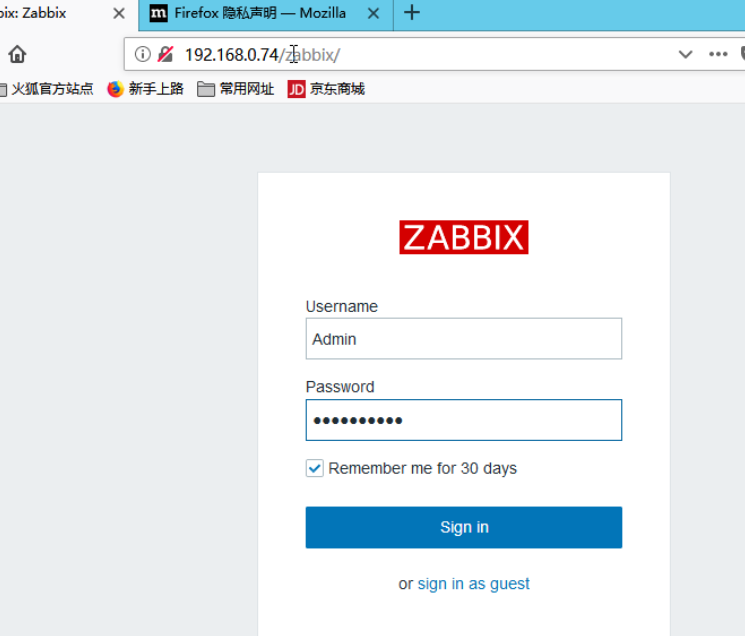 bix: Zabbix
Firefox 隐私声明 — Mozilla
192.168.0.74/zabbix/
火狐官方站点 新手上路 常用网址 JD 京东商城
ZABBIX
Username
Admin
Password
Remember me for 30 days
Sign in
or sign in as guest